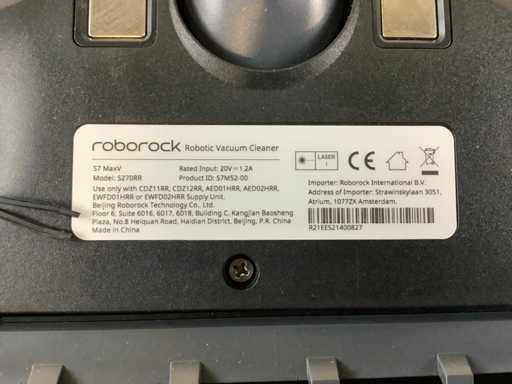 roborock Robotic Vacuum Cleaner
S7 MaxV Rated Input: 20V⎓1.2A
Model: S270RR Product ID: S7M52-00
Use only with CDZ11RR, CDZ12RR, AED01HRR, AED02HRR,
EWFD01HRR or EWFD02HRR Supply Unit.
Beijing Roborock Technology Co., Ltd.
Floor 6, Suite 6016, 6017, 6018, Building C, Kangjian Baosheng
Plaza, No.8 Heiquan Road, Haidian District, Beijing, P.R. China
Made in China
LASER
1
CE
Importer: Roborock International B.V.
Address of Importer: Strawinskylaan 3051,
Atrium, 1077ZX Amsterdam.
R21EES21400827